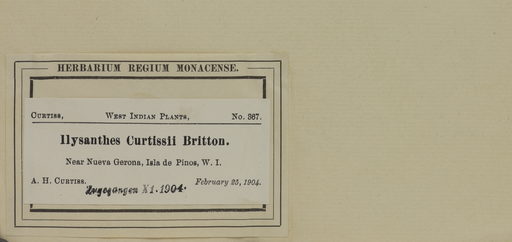 HERBARIUM REGIUM MONACENSE.
CURTISS, WEST INDIAN PLANTS, No. 367.
Ilysanthes Curtissii Britton.
Near Nueva Gerona, Isla de Pinos, W. I.
A. H. CURTISS. February 25, 1904.
Zugegangen XI. 1904.